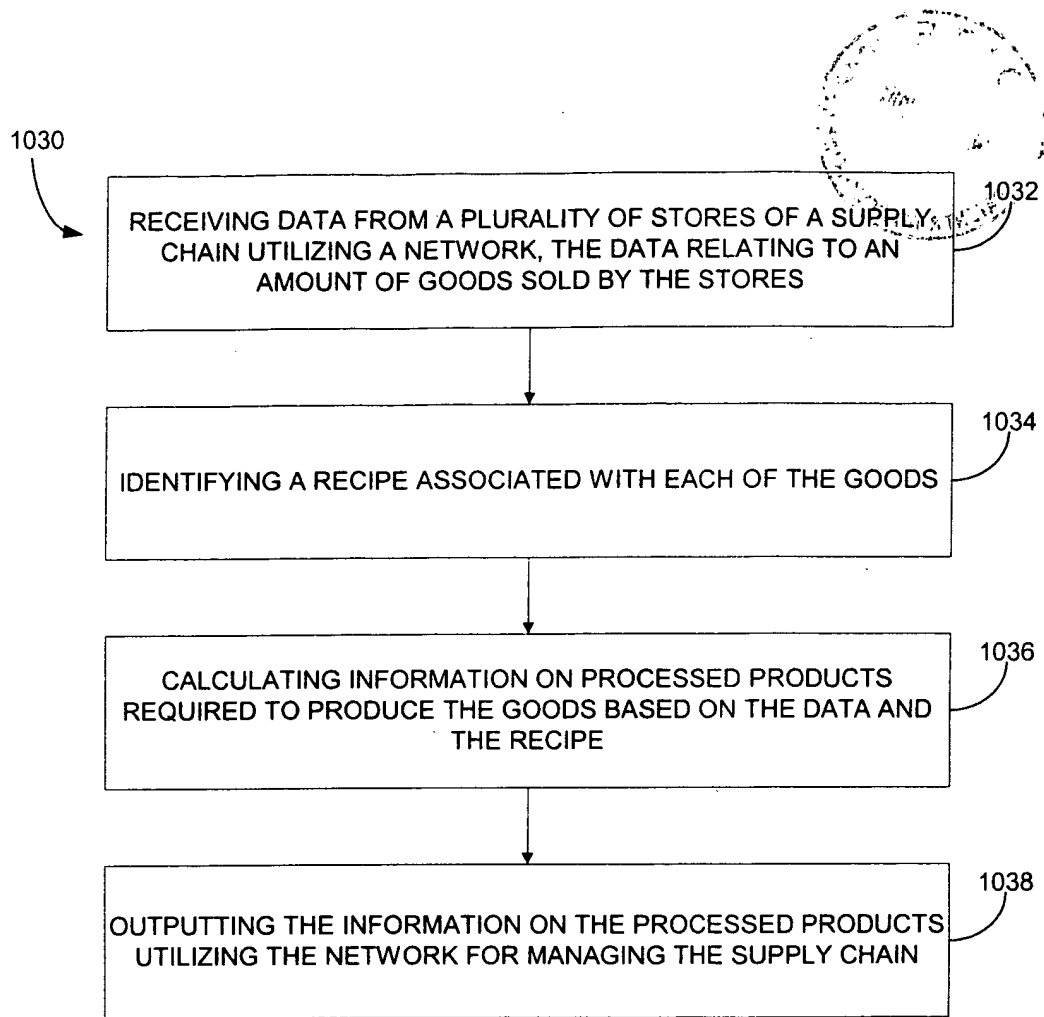 1030
1032
RECEIVING DATA FROM A PLURALITY OF STORES OF A SUPPLY
CHAIN UTILIZING A NETWORK, THE DATA RELATING TO AN
AMOUNT OF GOODS SOLD BY THE STORES
1034
IDENTIFYING A RECIPE ASSOCIATED WITH EACH OF THE GOODS
1036
CALCULATING INFORMATION ON PROCESSED PRODUCTS
REQUIRED TO PRODUCE THE GOODS BASED ON THE DATA AND
THE RECIPE
1038
OUTPUTTING THE INFORMATION ON THE PROCESSED PRODUCTS
UTILIZING THE NETWORK FOR MANAGING THE SUPPLY CHAIN